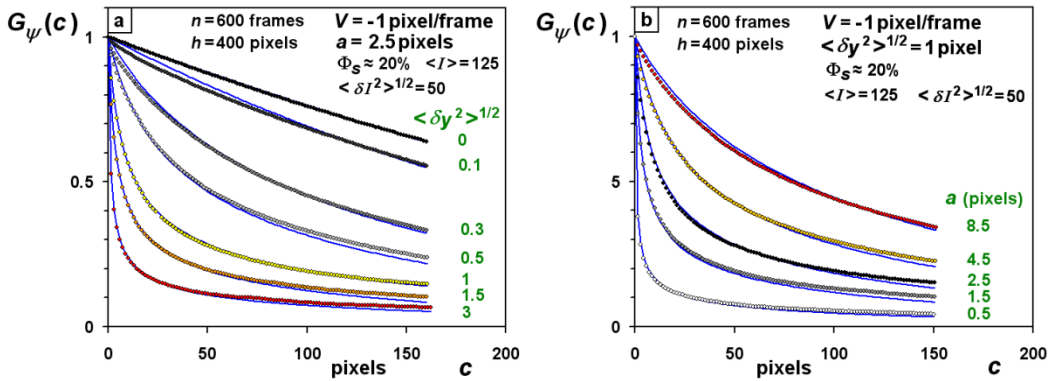 a
G_ψ(c)
n = 600 frames
h = 400 pixels
V = -1 pixel/frame
a = 2.5 pixels
Φ_S ≈ 20% <I> = 125
<δI²>^1/2 = 50
<δy²>^1/2
0
0.1
0.3
0.5
1
1.5
3
1
0.5
0
0 50 100 150 200
pixels c
b
G_ψ(c)
n = 600 frames
h = 400 pixels
V = -1 pixel/frame
<δy²>^1/2 = 1 pixel
Φ_S ≈ 20%
<I> = 125 <δI²>^1/2 = 50
a (pixels)
8.5
4.5
2.5
1.5
0.5
1
0.5
0
0 50 100 150 200
pixels c